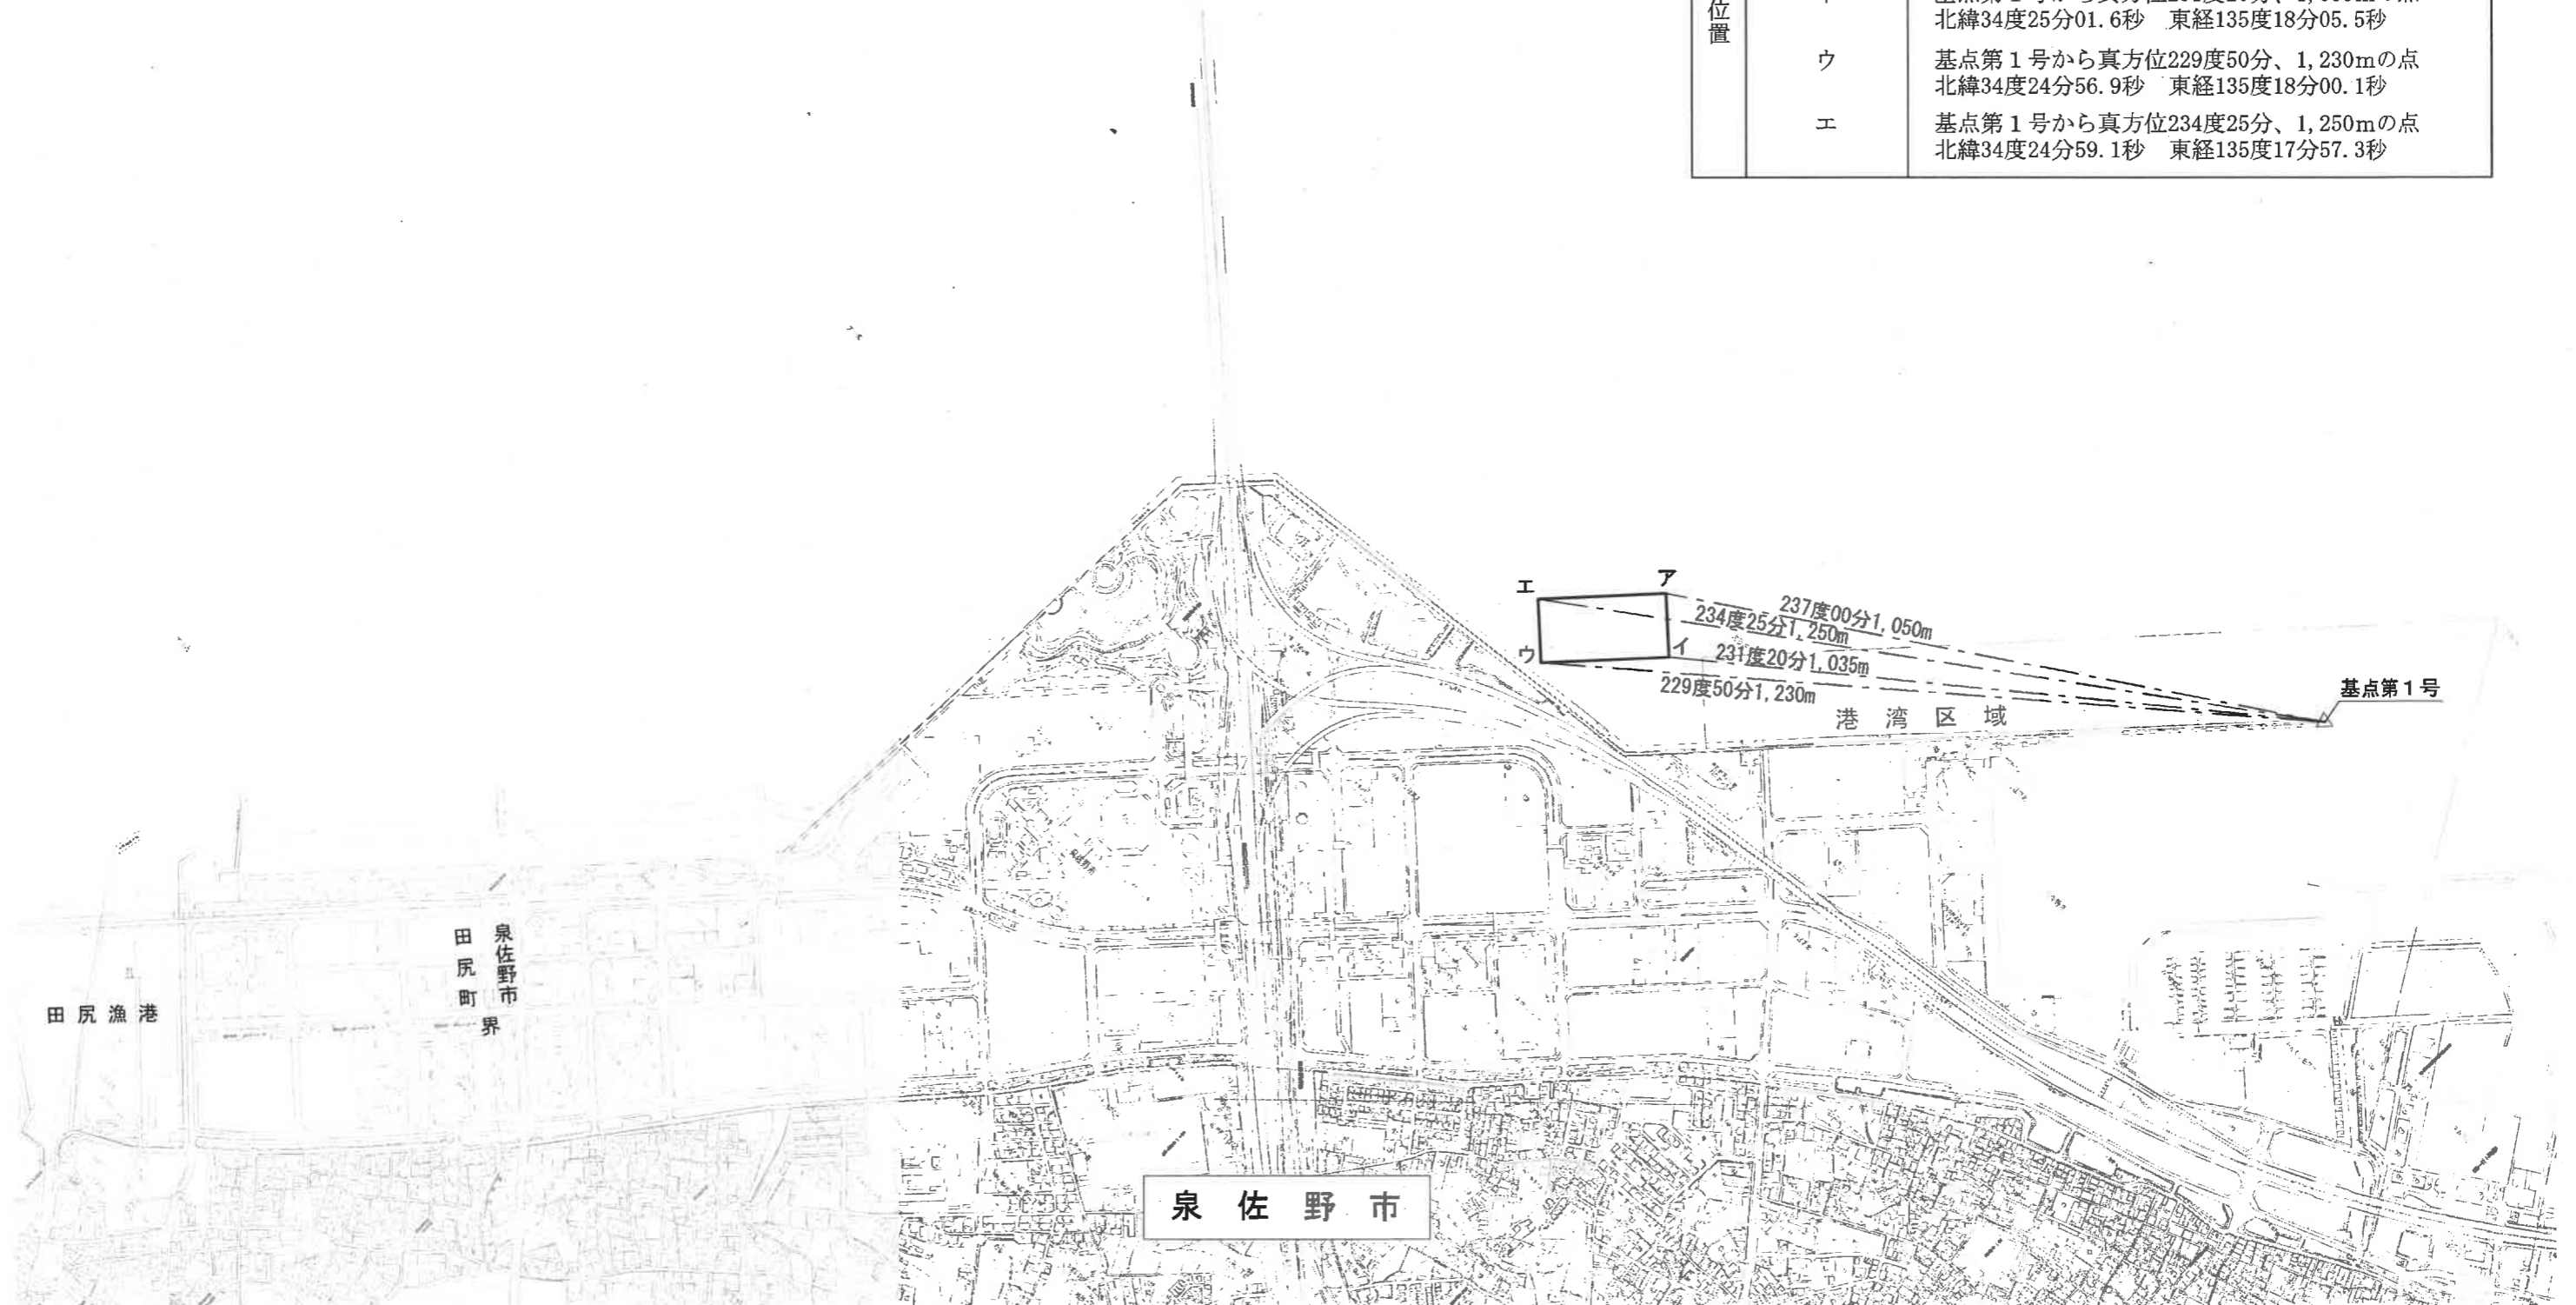 位置
北緯34度25分01.6秒　東経135度18分05.5秒
ウ
基点第１号から真方位229度50分、1,230mの点
北緯34度24分56.9秒　東経135度18分00.1秒
エ
基点第１号から真方位234度25分、1,250mの点
北緯34度24分59.1秒　東経135度17分57.3秒
エ
ア
237度00分1,050m
234度25分1,250m
ウ
イ
231度20分1,035m
229度50分1,230m
基点第１号
港湾区域
泉佐野市
田尻町
界
田尻漁港
泉佐野市